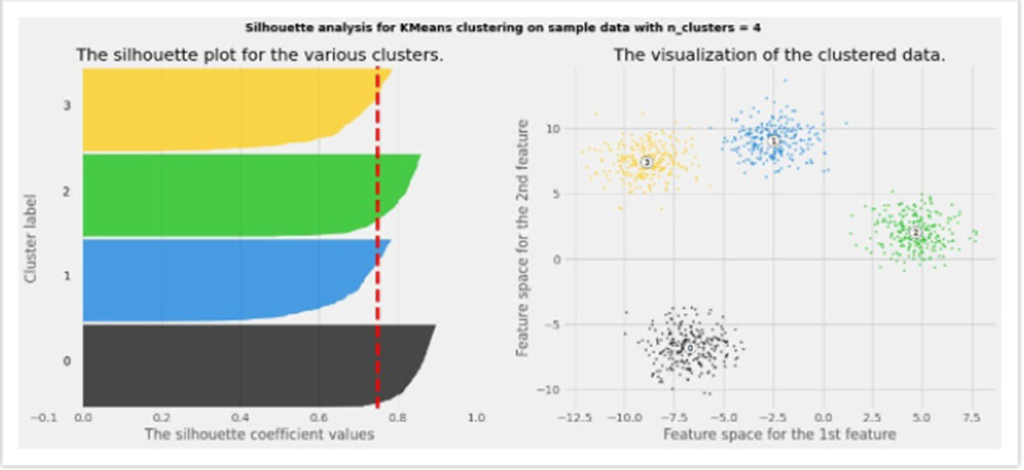 Silhouette analysis for KMeans clustering on sample data with n_clusters = 4
The silhouette plot for the various clusters.
Cluster label
3
2
1
0
−0.1 0.0 0.2 0.4 0.6 0.8 1.0
The silhouette coefficient values
The visualization of the clustered data.
Feature space for the 2nd feature
10
5
0
−5
−10
3
1
2
0
−12.5 −10.0 −7.5 −5.0 −2.5 0.0 2.5 5.0 7.5
Feature space for the 1st feature